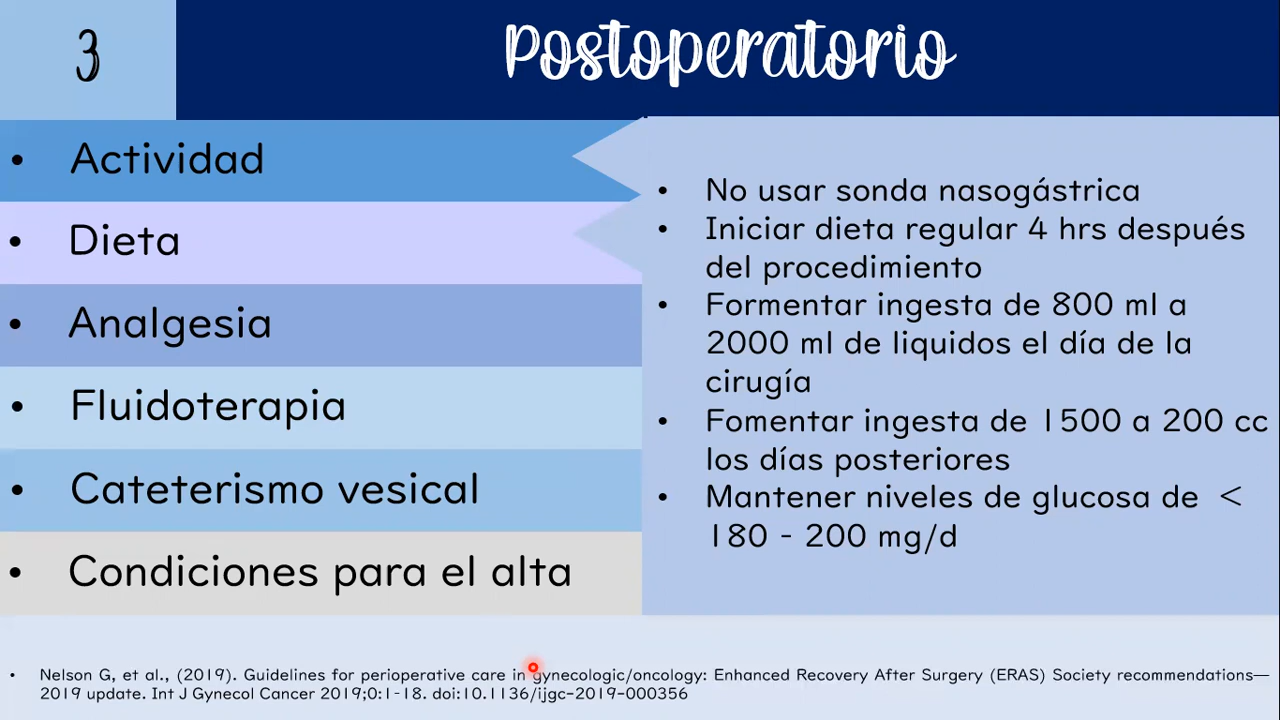 3
Postoperatorio
• Actividad
• Dieta
• Analgesia
• Fluidoterapia
• Cateterismo vesical
• Condiciones para el alta
• No usar sonda nasogástrica
• Iniciar dieta regular 4 hrs después
del procedimiento
• Formentar ingesta de 800 ml a
2000 ml de liquidos el día de la
cirugía
• Fomentar ingesta de 1500 a 200 cc
los días posteriores
• Mantener niveles de glucosa de <
180 - 200 mg/d
• Nelson G, et al., (2019). Guidelines for perioperative care in gynecologic/oncology: Enhanced Recovery After Surgery (ERAS) Society recommendations—
2019 update. Int J Gynecol Cancer 2019;0:1-18. doi:10.1136/ijgc-2019-000356